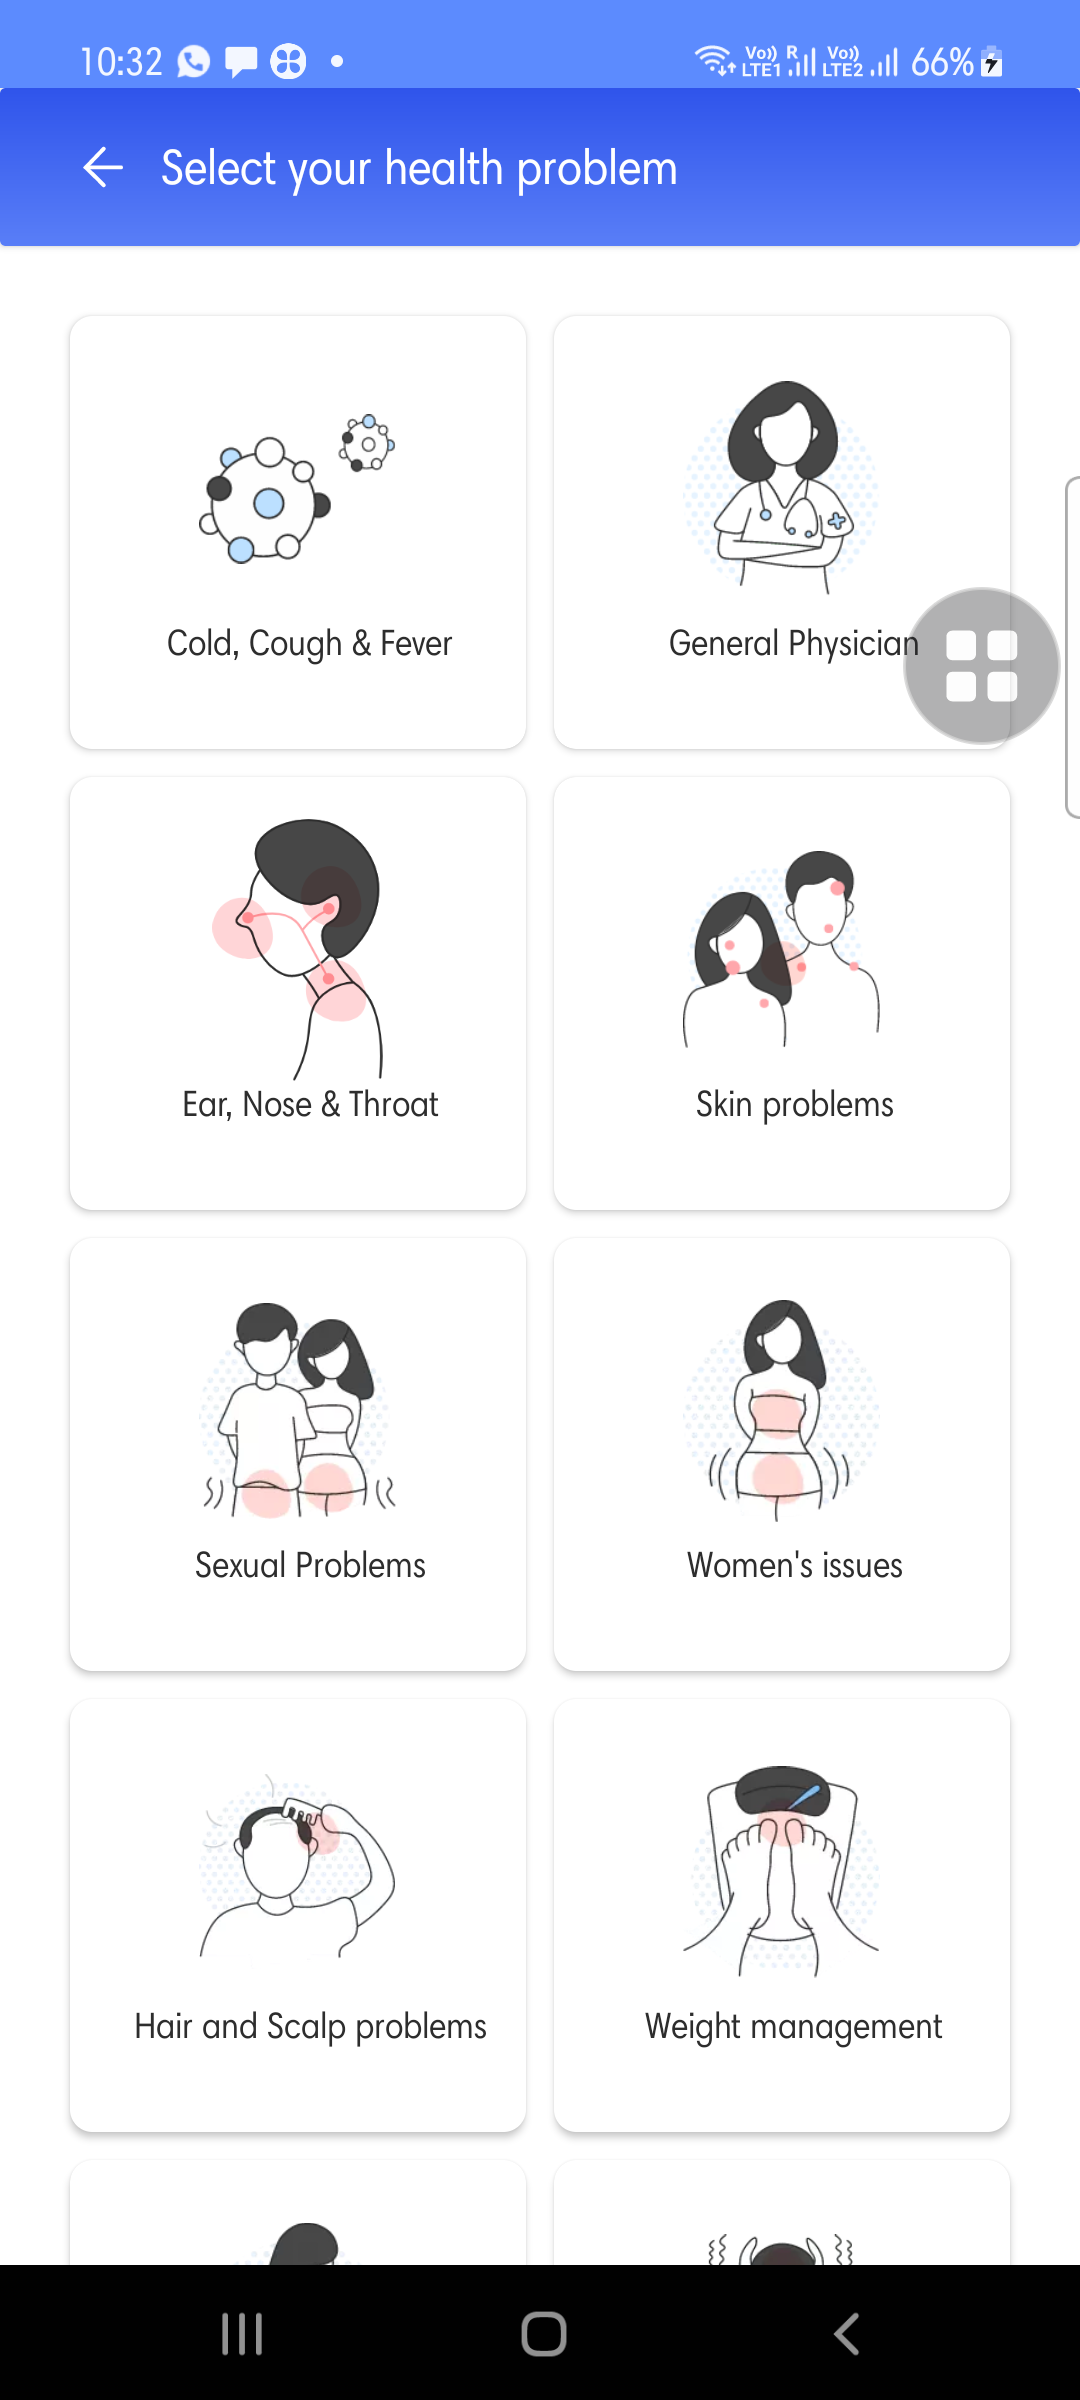 10:32
Vo)) R Vo))
LTE1 LTE2 66%
Select your health problem
Cold, Cough & Fever
General Physician
Ear, Nose & Throat
Skin problems
Sexual Problems
Women's issues
Hair and Scalp problems
Weight management